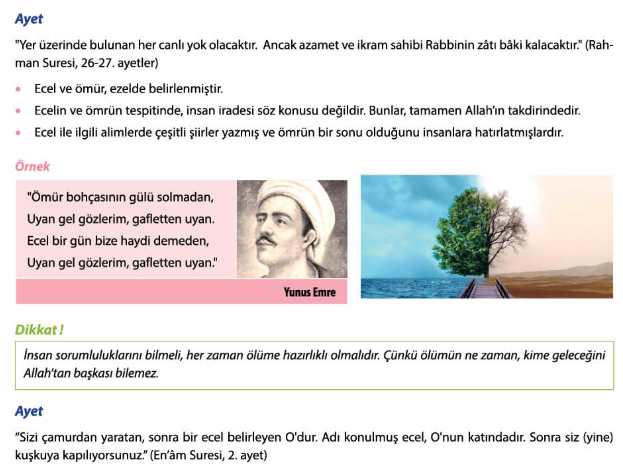 Ayet
"Yer üzerinde bulunan her canlı yok olacaktır. Ancak azamet ve ikram sahibi Rabbinin zâtı bâki kalacaktır." (Rah-
man Suresi, 26-27. ayetler)
• Ecel ve ömür, ezelde belirlenmiştir.
• Ecelin ve ömrün tespitinde, insan iradesi söz konusu değildir. Bunlar, tamamen Allah'ın takdirindedir.
• Ecel ile ilgili alimlerde çeşitli şiirler yazmış ve ömrün bir sonu olduğunu insanlara hatırlatmışlardır.
Örnek
"Ömür bohçasının gülü solmadan,
Uyan gel gözlerim, gafletten uyan.
Ecel bir gün bize haydi demeden,
Uyan gel gözlerim, gafletten uyan."
Yunus Emre
Dikkat !
İnsan sorumluluklarını bilmeli, her zaman ölüme hazırlıklı olmalıdır. Çünkü ölümün ne zaman, kime geleceğini
Allah'tan başkası bilemez.
Ayet
"Sizi çamurdan yaratan, sonra bir ecel belirleyen O'dur. Adı konulmuş ecel, O'nun katındadır. Sonra siz (yine)
kuşkuya kapılıyorsunuz." (En'âm Suresi, 2. ayet)